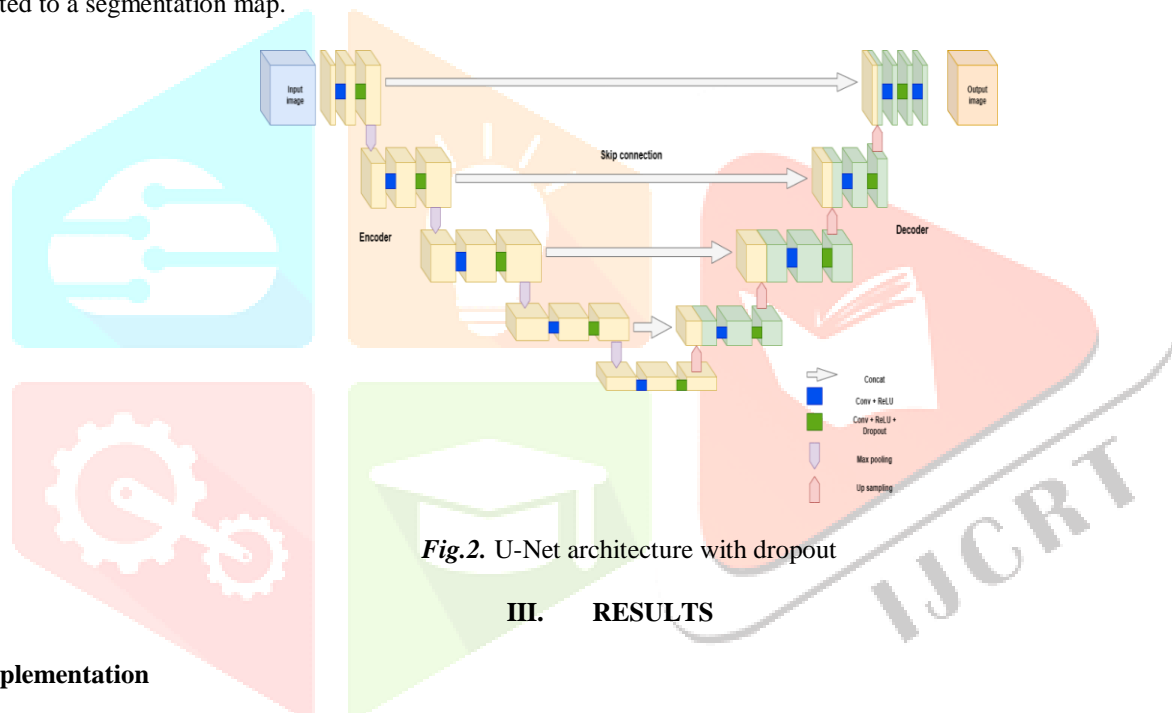 ted to a segmentation map.
Input
image
Output
image
Skip connection
Encoder
Decoder
Concat
Conv + ReLU
Conv + ReLU +
Dropout
Max pooling
Up sampling
Fig.2. U-Net architecture with dropout
III. RESULTS
plementation
IJCRT